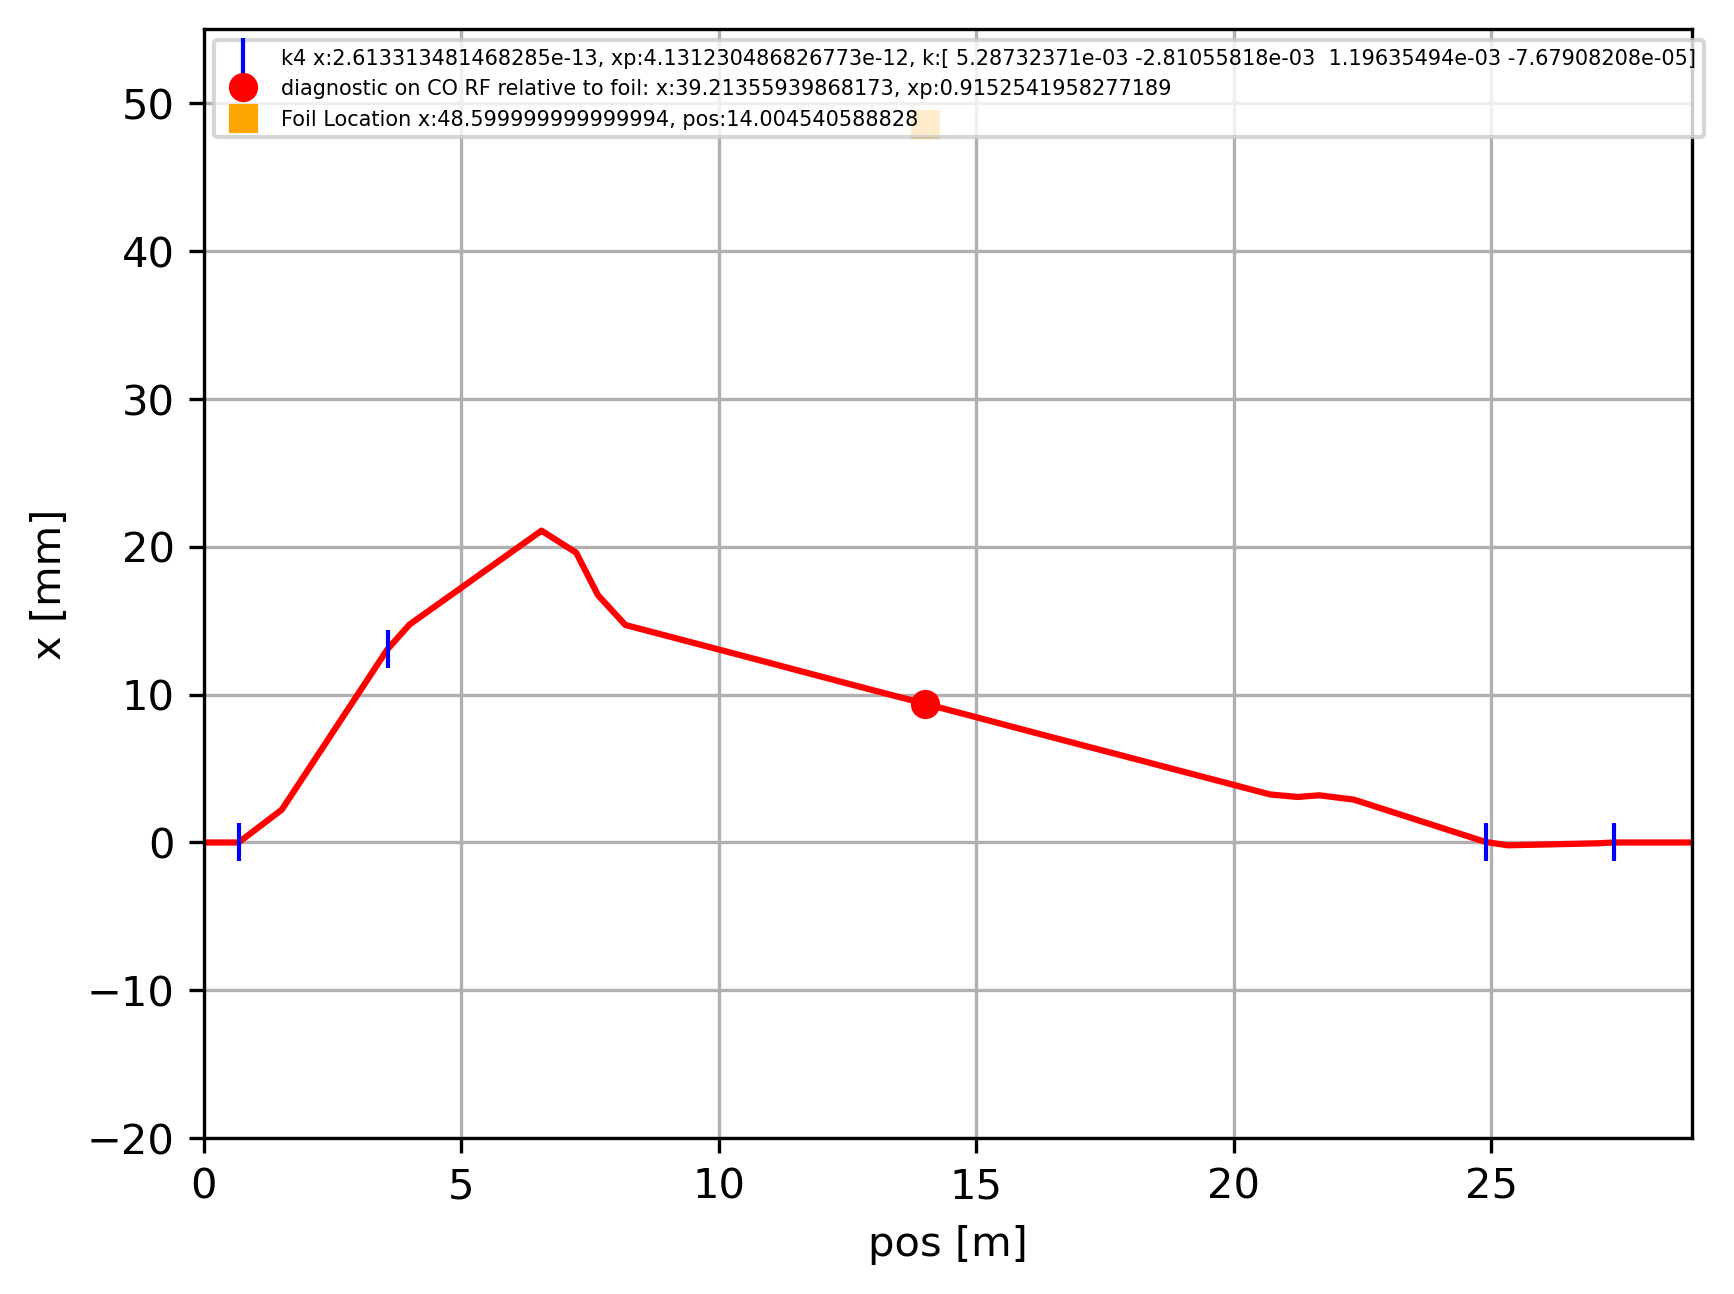 k4 x:2.613313481468285e-13, xp:4.131230486826773e-12, k:[ 5.28732371e-03 -2.81055818e-03  1.19635494e-03 -7.67908208e-05]
diagnostic on CO RF relative to foil: x:39.21355939868173, xp:0.9152541958277189
Foil Location x:48.599999999999994, pos:14.004540588828
50
40
30
20
10
0
−10
−20
x [mm]
0 5 10 15 20 25
pos [m]